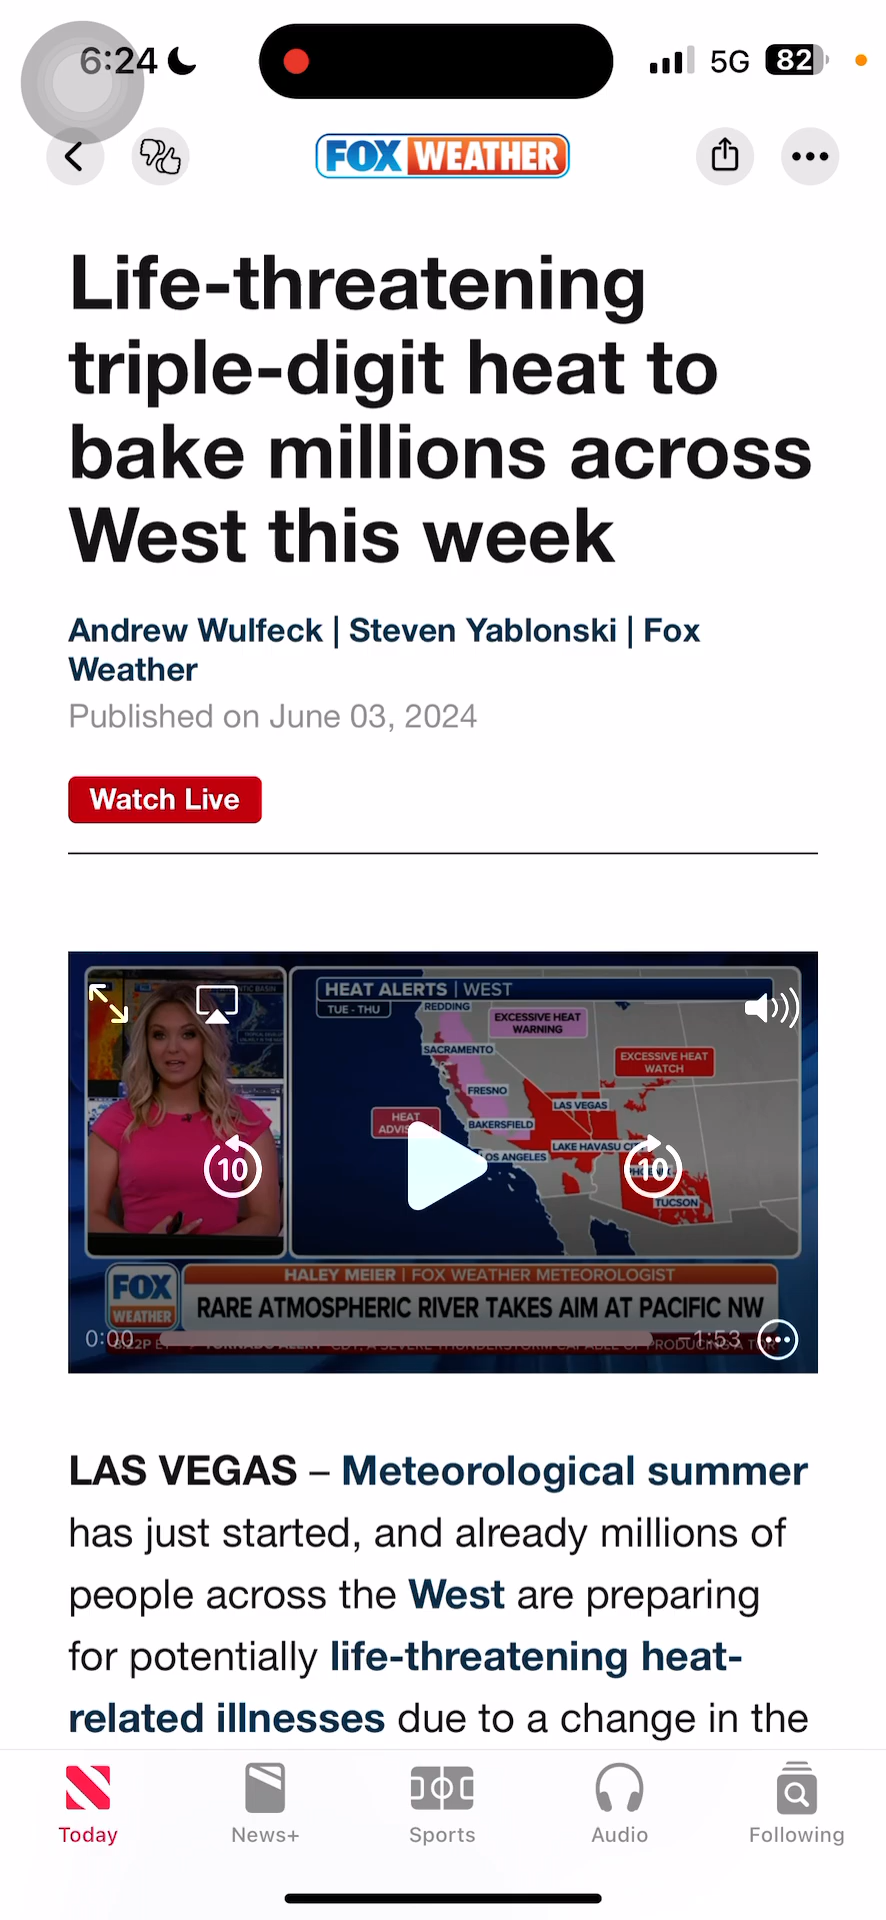 6:24
5G 82
FOX WEATHER
Life-threatening
triple-digit heat to
bake millions across
West this week
Andrew Wulfeck | Steven Yablonski | Fox
Weather
Published on June 03, 2024
Watch Live
HEAT ALERTS | WEST
TUE - THU
REDDING
EXCESSIVE HEAT
WARNING
SACRAMENTO
EXCESSIVE HEAT
WATCH
FRESNO
LAS VEGAS
HEAT
BAKERSFIELD
LAKE HAVASU
OS ANGELES
10
10
TUCSON
HALEY MEIER | FOX WEATHER METEOROLOGIST
FOX
WEATHER
RARE ATMOSPHERIC RIVER TAKES AIM AT PACIFIC NW
0:00
-1:53
LAS VEGAS – Meteorological summer
has just started, and already millions of
people across the West are preparing
for potentially life-threatening heat-
related illnesses due to a change in the
Today
News+
Sports
Audio
Following